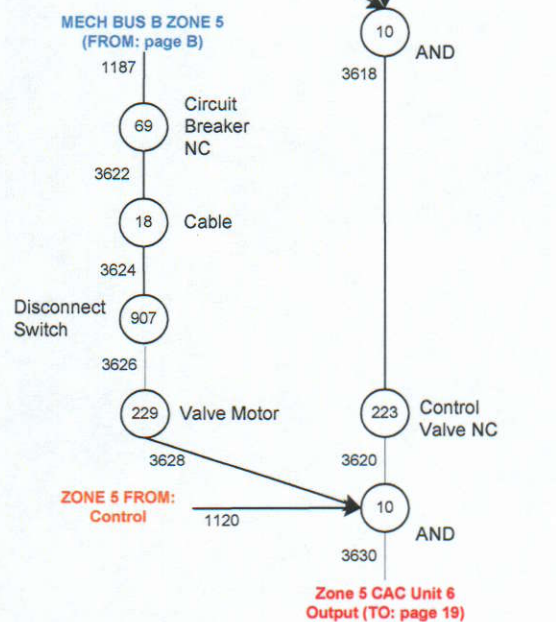 MECH BUS B ZONE 5
(FROM: page B)
1187
69
Circuit
Breaker
NC
3622
18
Cable
3624
Disconnect
Switch
907
3626
229
Valve Motor
3628
ZONE 5 FROM:
Control
1120
10
AND
3618
223
Control
Valve NC
3620
10
AND
3630
Zone 5 CAC Unit 6
Output (TO: page 19)